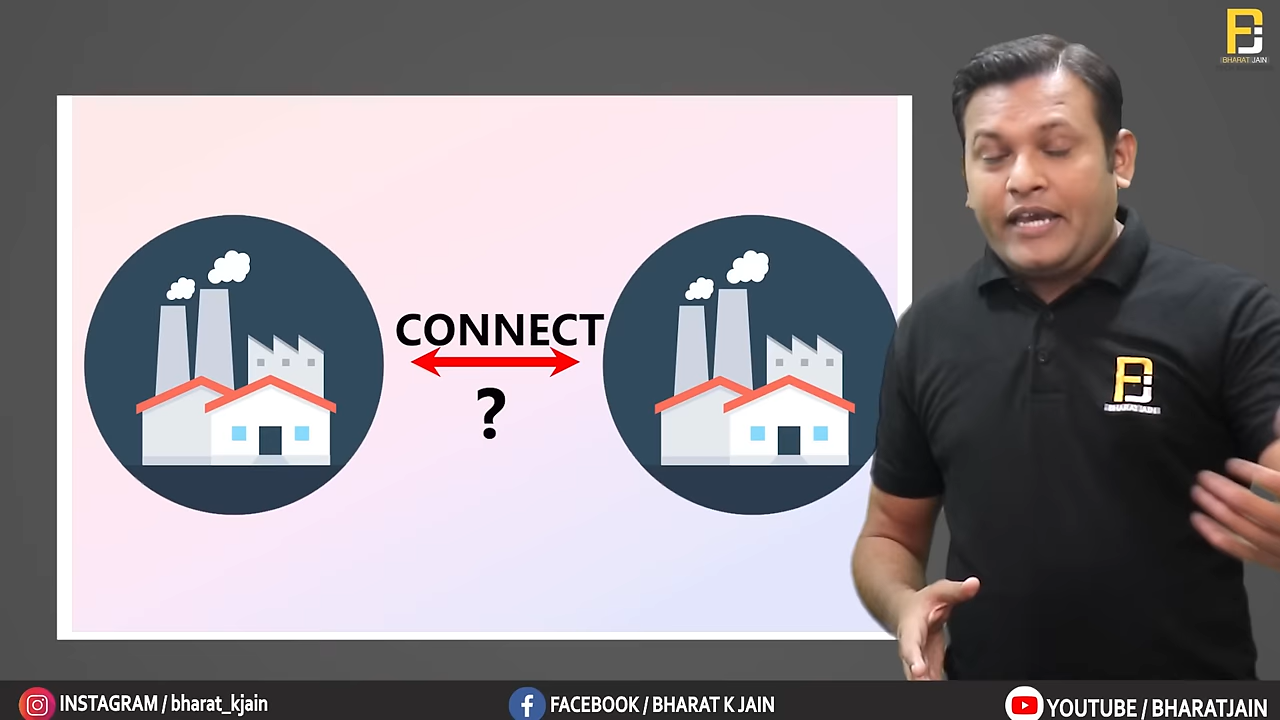 BHARAT JAIN
CONNECT
?
BHARAT JAIN
INSTAGRAM / bharat_kjain
FACEBOOK / BHARAT K JAIN
YOUTUBE / BHARATJAIN